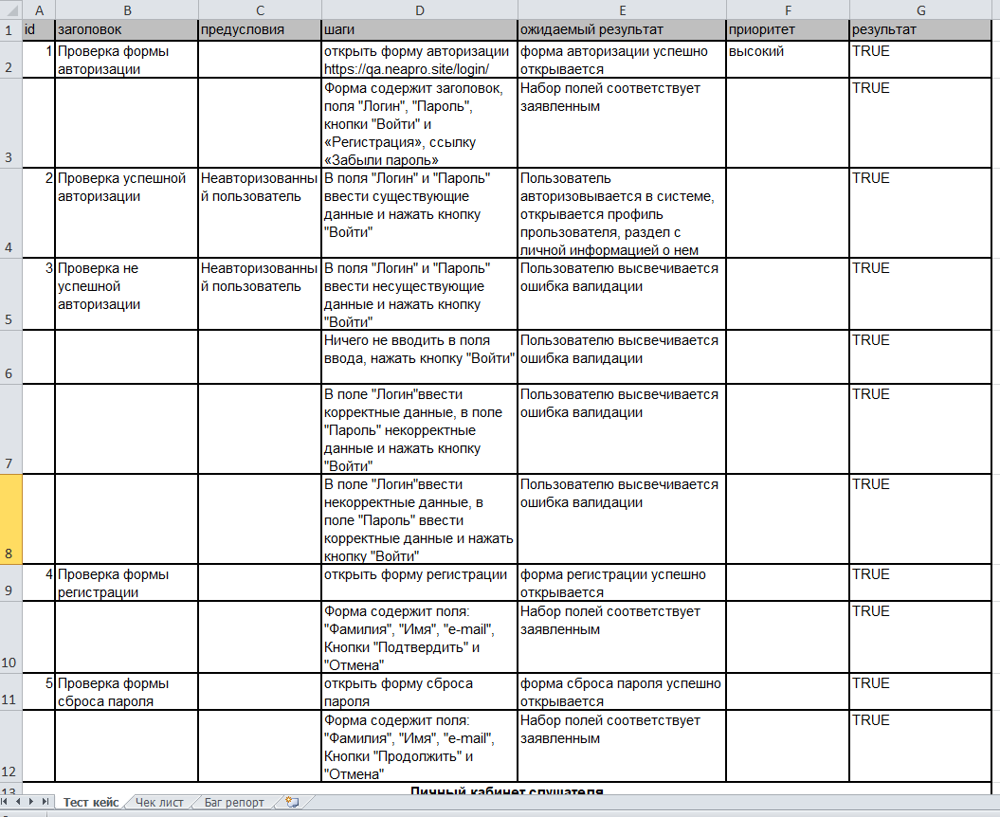 A B C D E F G
1 id заголовок предусловия шаги ожидаемый результат приоритет результат
2 1 Проверка формы авторизации открыть форму авторизации https://qa.neapro.site/login/ форма авторизации успешно открывается высокий TRUE
3 Форма содержит заголовок, поля "Логин", "Пароль", кнопки "Войти" и «Регистрация», ссылку «Забыли пароль» Набор полей соответствует заявленным TRUE
4 2 Проверка успешной авторизации Неавторизованный пользователь В поля "Логин" и "Пароль" ввести существующие данные и нажать кнопку "Войти" Пользователь авторизовывается в системе, открывается профиль прользователя, раздел с личной информацией о нем TRUE
5 3 Проверка не успешной авторизации Неавторизованный пользователь В поля "Логин" и "Пароль" ввести несуществующие данные и нажать кнопку "Войти" Пользователю высвечивается ошибка валидации TRUE
6 Ничего не вводить в поля ввода, нажать кнопку "Войти" Пользователю высвечивается ошибка валидации TRUE
7 В поле "Логин"ввести корректные данные, в поле "Пароль" некорректные данные и нажать кнопку "Войти" Пользователю высвечивается ошибка валидации TRUE
8 В поле "Логин"ввести некорректные данные, в поле "Пароль" ввести корректные данные и нажать кнопку "Войти" Пользователю высвечивается ошибка валидации TRUE
9 4 Проверка формы регистрации открыть форму регистрации форма регистрации успешно открывается TRUE
10 Форма содержит поля: "Фамилия", "Имя", "e-mail", Кнопки "Подтвердить" и "Отмена" Набор полей соответствует заявленным TRUE
11 5 Проверка формы сброса пароля открыть форму сброса пароля форма сброса пароля успешно открывается TRUE
12 Форма содержит поля: "Фамилия", "Имя", "e-mail", Кнопки "Продолжить" и "Отмена" Набор полей соответствует заявленным TRUE
13 Личный кабинет слушателя
Тест кейс Чек лист Баг репорт